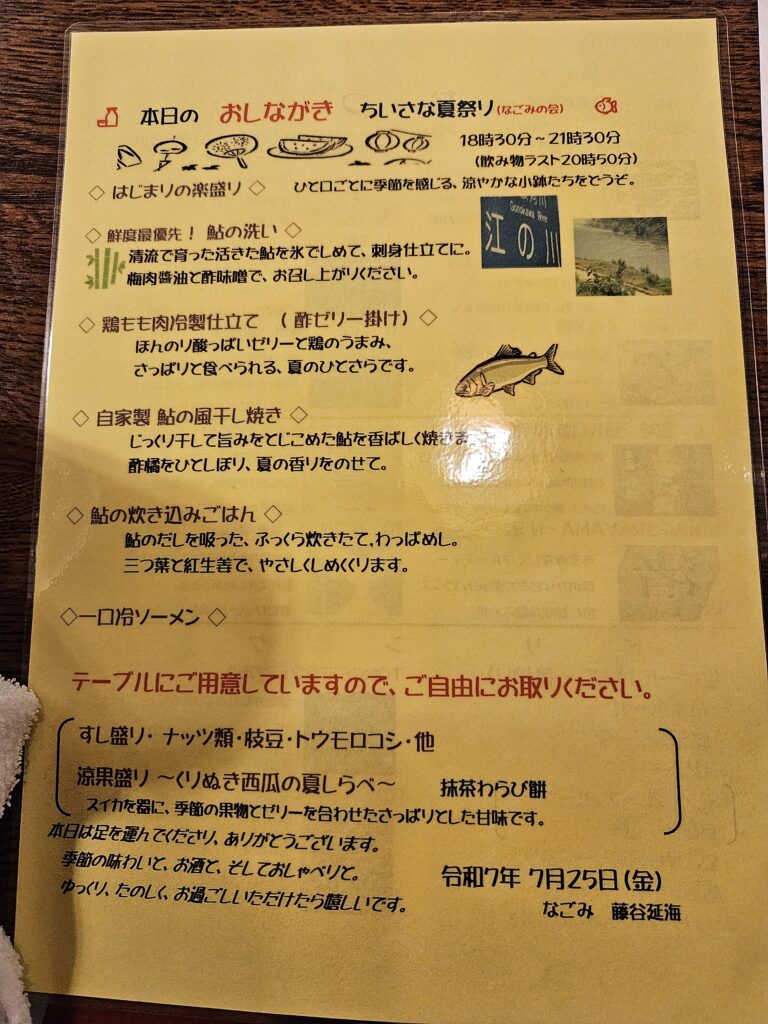 本日の おしながき ちいさな夏祭り(なごみの会)
18時30分～21時30分
(飲み物ラスト20時50分)
◇ はじまりの楽盛り ◇ ひと口ごとに季節を感じる、涼やかな小鉢たちをどうぞ。
◇ 鮮度最優先！ 鮎の洗い ◇
清流で育った活きた鮎を氷でしめて、刺身仕立てに。
梅肉醬油と酢味噌で、お召し上がりください。
Gonokawa River
江の川
◇ 鶏もも肉冷製仕立て (酢ゼリー掛け) ◇
ほんのり酸っぱいゼリーと鶏のうまみ、
さっぱりと食べられる、夏のひとさらです。
◇ 自家製 鮎の風干し焼き ◇
じっくり干して旨みをとじこめた鮎を香ばしく焼きま
酢橘をひとしぼり、夏の香りをのせて。
◇ 鮎の炊き込みごはん ◇
鮎のだしを吸った、ふっくら炊きたて、わっぱめし。
三つ葉と紅生姜で、やさしくしめくくります。
◇一口冷ソーメン ◇
テーブルにご用意していますので、ご自由にお取りください。
すし盛り・ ナッツ類・枝豆・トウモロコシ・他
涼果盛り ～くりぬき西瓜の夏しらべ～ 抹茶わらび餅
スイカを器に、季節の果物とゼリーを合わせたさっぱりとした甘味です。
本日は足を運んでくださり、ありがとうございます。
季節の味わいと、お酒と、そしておしゃべりと。
ゆっくり、たのしく、お過ごしいただけたら嬉しいです。
令和7年 7月25日(金)
なごみ 藤谷延海